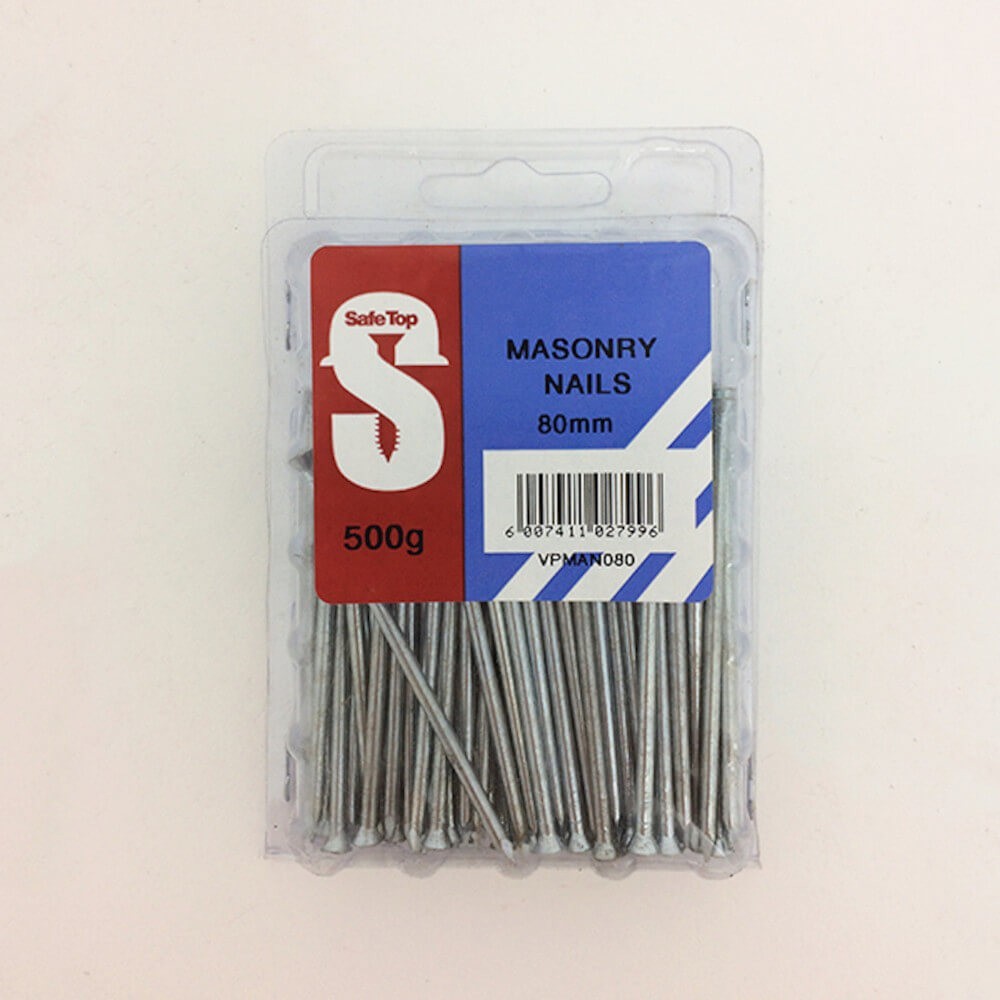 SafeTop
500g
MASONRY
NAILS
80mm
6 007411 027996
VPMAN080